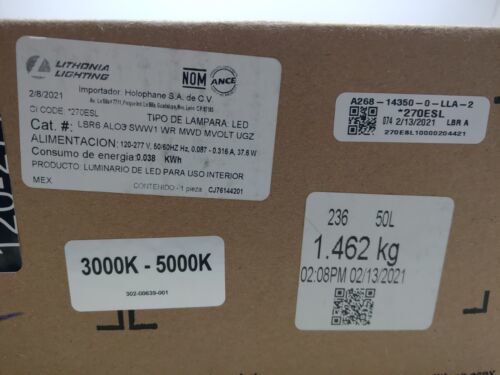 LITHONIA
LIGHTING
NOM
ANCE
2/8/2021
Importador: Holophane S.A. de C.V.
CI CODE: *270ESL
TIPO DE LAMPARA: LED
Cat. #: LBR6 ALO3 SWW1 WR MWD MVOLT UGZ
ALIMENTACION: 120-277 V, 50/60HZ Hz, 0.087 - 0.316 A, 37.6 W
Consumo de energia: 0.038 KWh
PRODUCTO: LUMINARIO DE LED PARA USO INTERIOR
MEX
CONTENIDO - 1 pieza
CJ76144201
A268-14350-0-LLA-2
*270ESL
074 2/13/2021 LBR A
270ESL10000204421
236 50L
1.462 kg
02:08PM 02/13/2021
3000K - 5000K
302-00639-001